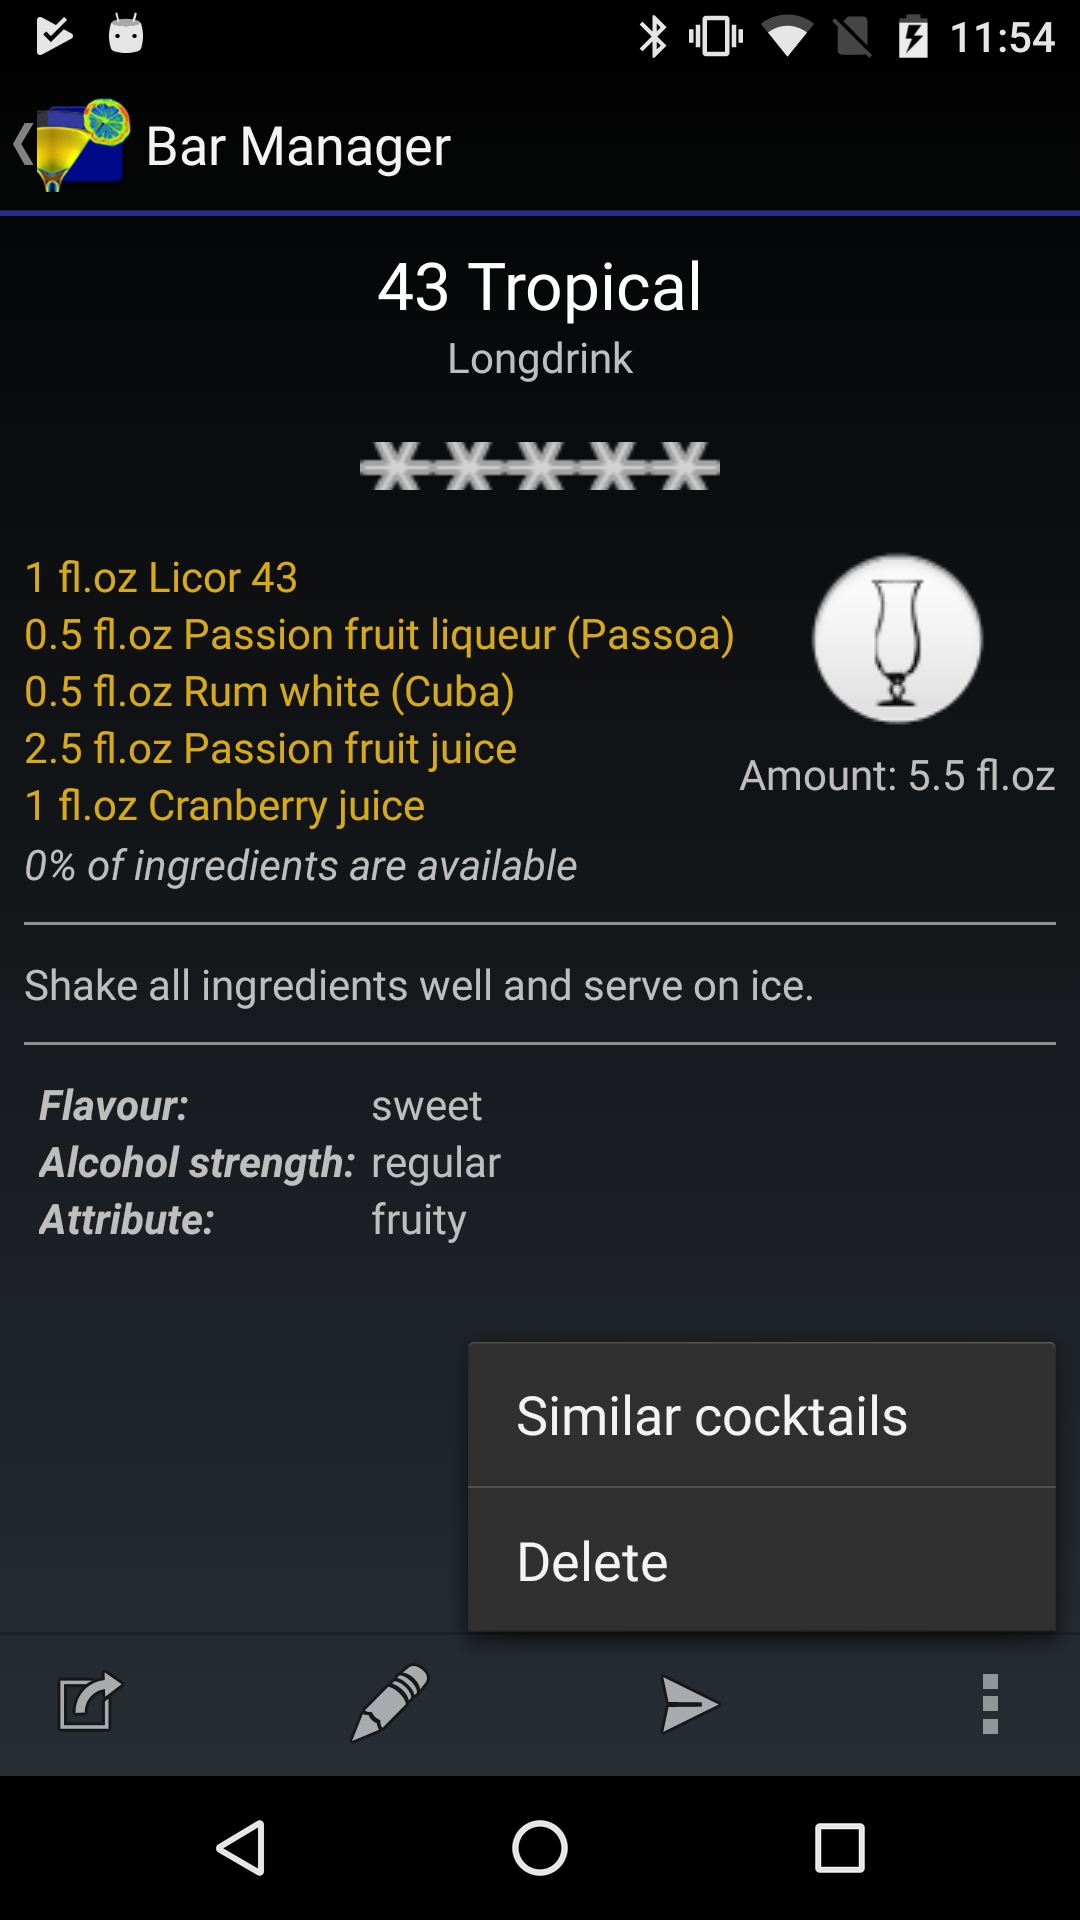 11:54
Bar Manager
43 Tropical
Longdrink
1 fl.oz Licor 43
0.5 fl.oz Passion fruit liqueur (Passoa)
0.5 fl.oz Rum white (Cuba)
2.5 fl.oz Passion fruit juice
1 fl.oz Cranberry juice
Amount: 5.5 fl.oz
0% of ingredients are available
Shake all ingredients well and serve on ice.
Flavour: sweet
Alcohol strength: regular
Attribute: fruity
Similar cocktails
Delete